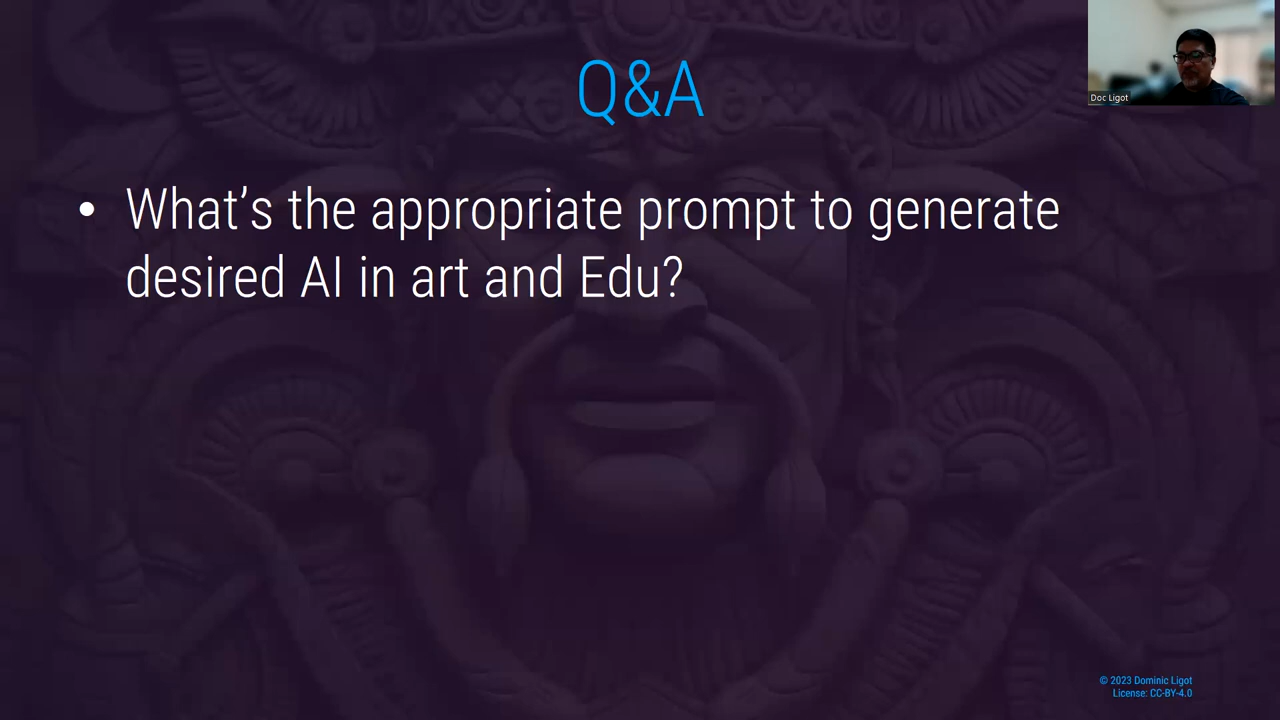 Q&A
Doc Ligot
• What’s the appropriate prompt to generate
desired AI in art and Edu?
© 2023 Dominic Ligot
License: CC-BY-4.0